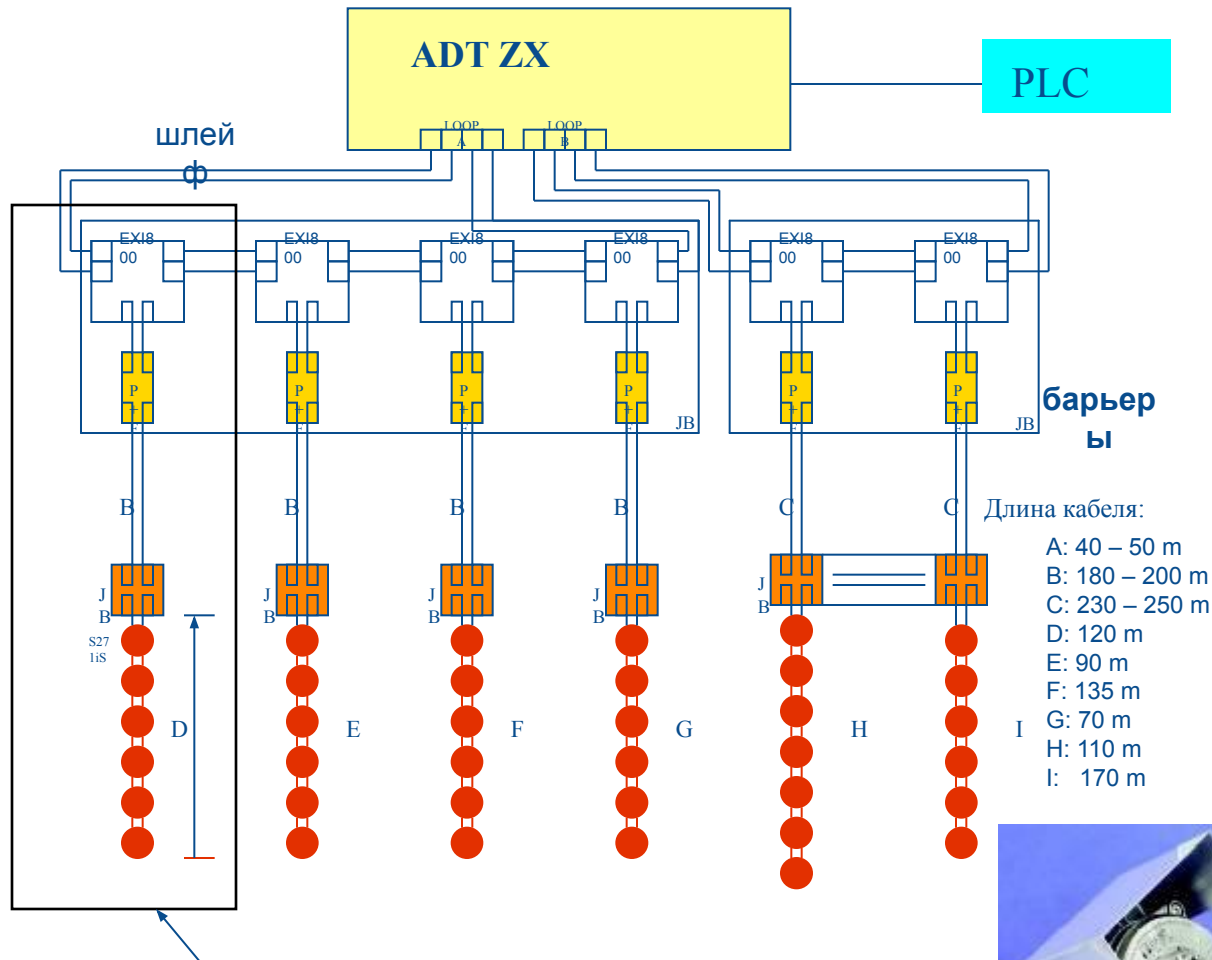 ADT ZX
PLC
LOOP
A
LOOP
B
шлей
ф
EXI8
00
EXI8
00
EXI8
00
EXI8
00
EXI8
00
EXI8
00
P
+
F
P
+
F
P
+
F
P
+
F
P
+
F
P
+
F
JB
JB
барьер
ы
B
B
B
B
C
C
Длина кабеля:
A: 40 – 50 m
B: 180 – 200 m
C: 230 – 250 m
D: 120 m
E: 90 m
F: 135 m
G: 70 m
H: 110 m
I: 170 m
J
B
J
B
J
B
J
B
J
B
S27
1iS
D
E
F
G
H
I